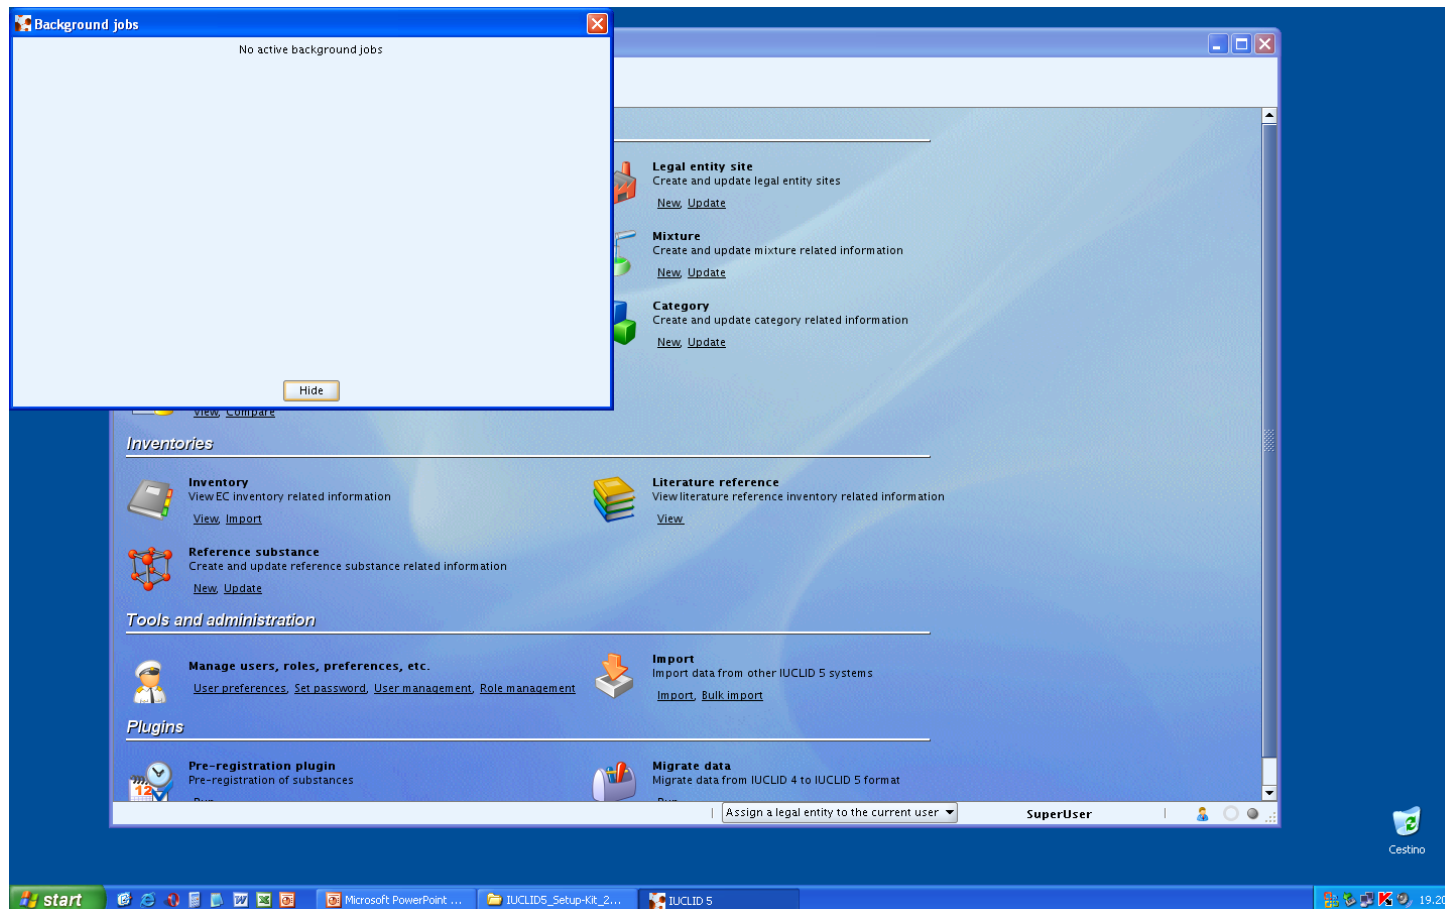 Background jobs
No active background jobs
Hide
Legal entity site
Create and update legal entity sites
New, Update
Mixture
Create and update mixture related information
New, Update
Category
Create and update category related information
New, Update
View, Compare
Inventories
Inventory
View EC inventory related information
View, Import
Literature reference
View literature reference inventory related information
View
Reference substance
Create and update reference substance related information
New, Update
Tools and administration
Manage users, roles, preferences, etc.
User preferences, Set password, User management, Role management
Import
Import data from other IUCLID 5 systems
Import, Bulk import
Plugins
Pre-registration plugin
Pre-registration of substances
Run
Migrate data
Migrate data from IUCLID 4 to IUCLID 5 format
Run
Assign a legal entity to the current user
SuperUser
Cestino
start
Microsoft PowerPoint ...
IUCLID5_Setup-Kit_2...
IUCLID 5
19.20